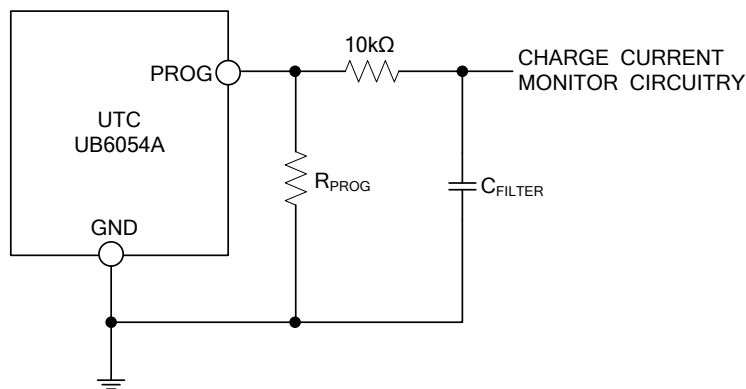 10kΩ
CHARGE CURRENT
MONITOR CIRCUITRY
PROG
UTC
UB6054A
RPROG
CFILTER
GND